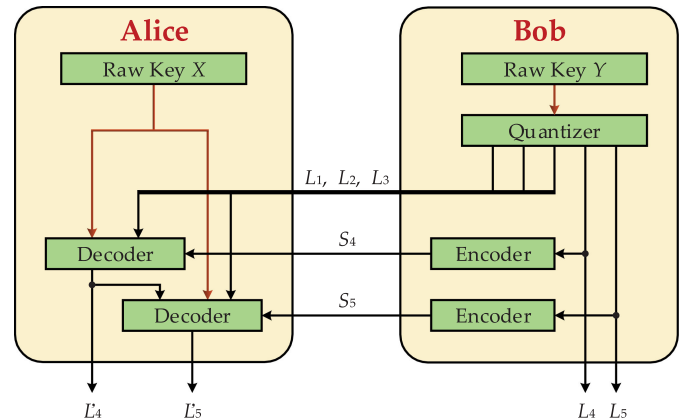 Alice
Bob
Raw Key X
Raw Key Y
Quantizer
L1, L2, L3
Decoder
S4
Encoder
Decoder
S5
Encoder
L'4
L'5
L4
L5